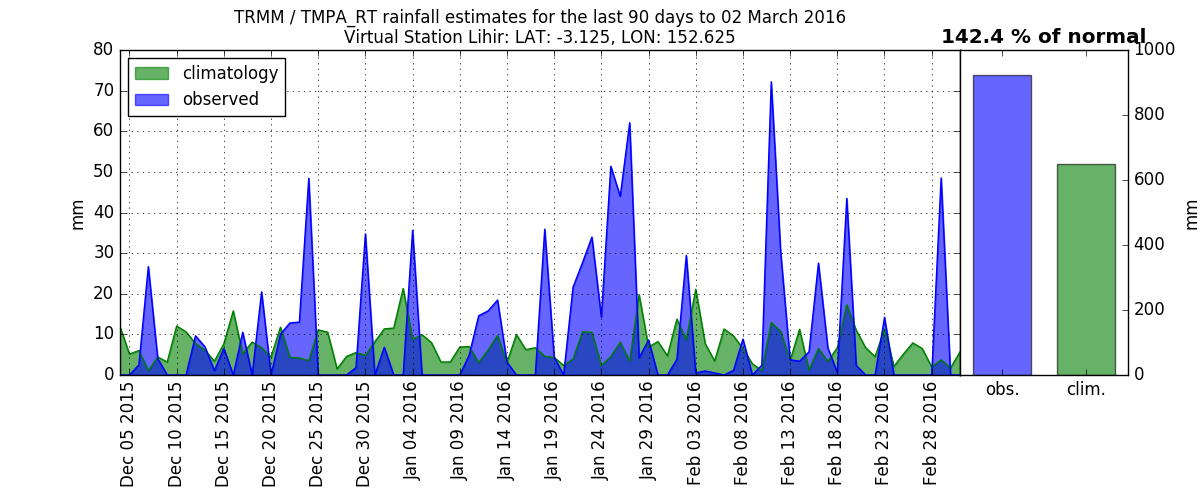 TRMM / TMPA_RT rainfall estimates for the last 90 days to 02 March 2016
Virtual Station Lihir: LAT: -3.125, LON: 152.625
142.4 % of normal
climatology
observed
80
70
60
50
40
30
20
10
0
mm
1000
800
600
400
200
0
mm
Dec 05 2015
Dec 10 2015
Dec 15 2015
Dec 20 2015
Dec 25 2015
Dec 30 2015
Jan 04 2016
Jan 09 2016
Jan 14 2016
Jan 19 2016
Jan 24 2016
Jan 29 2016
Feb 03 2016
Feb 08 2016
Feb 13 2016
Feb 18 2016
Feb 23 2016
Feb 28 2016
obs.
clim.